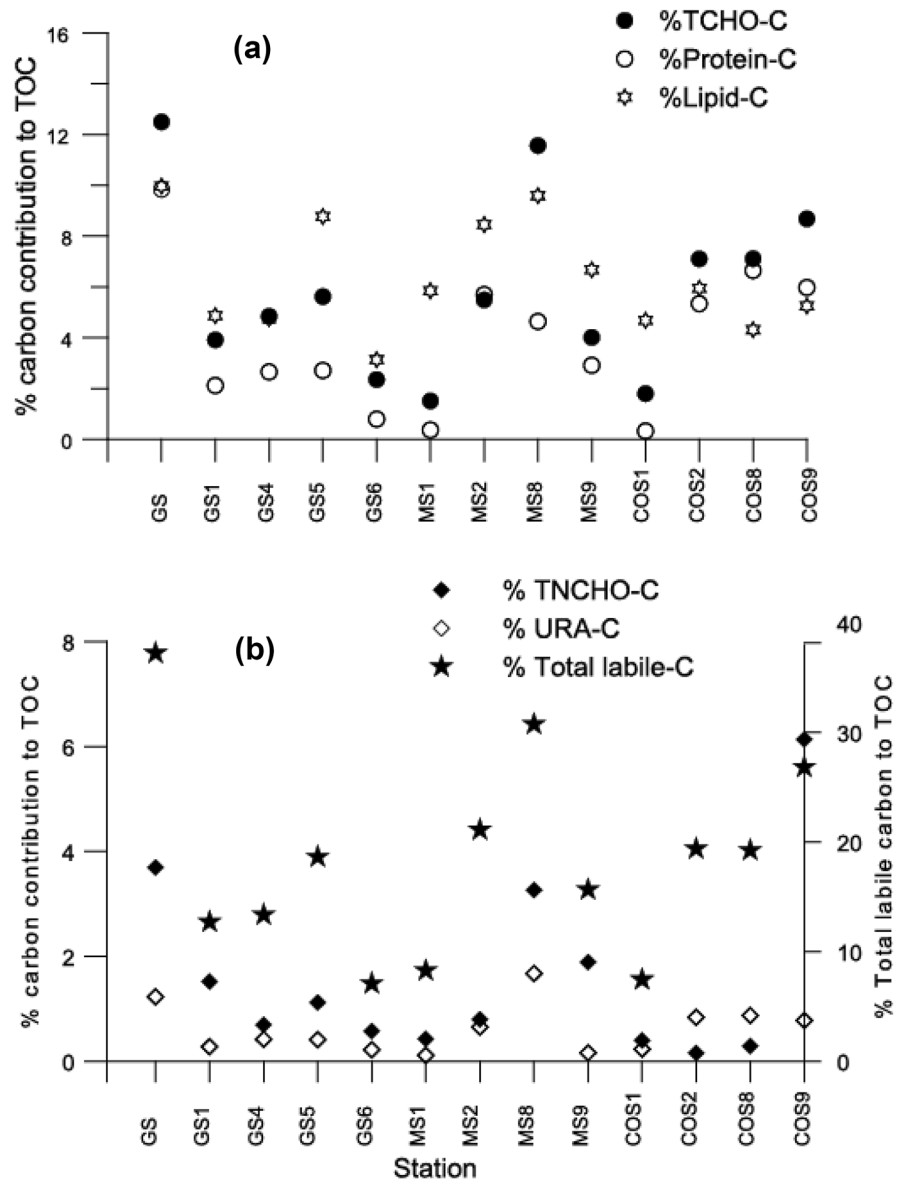 (a)
%TCHO-C
%Protein-C
%Lipid-C
% carbon contribution to TOC
16
12
8
4
0
GS GS1 GS4 GS5 GS6 MS1 MS2 MS8 MS9 COS1 COS2 COS8 COS9
(b)
% TNCHO-C
% URA-C
% Total labile-C
% carbon contribution to TOC
8
6
4
2
0
% Total labile carbon to TOC
40
30
20
10
0
GS GS1 GS4 GS5 GS6 MS1 MS2 MS8 MS9 COS1 COS2 COS8 COS9
Station